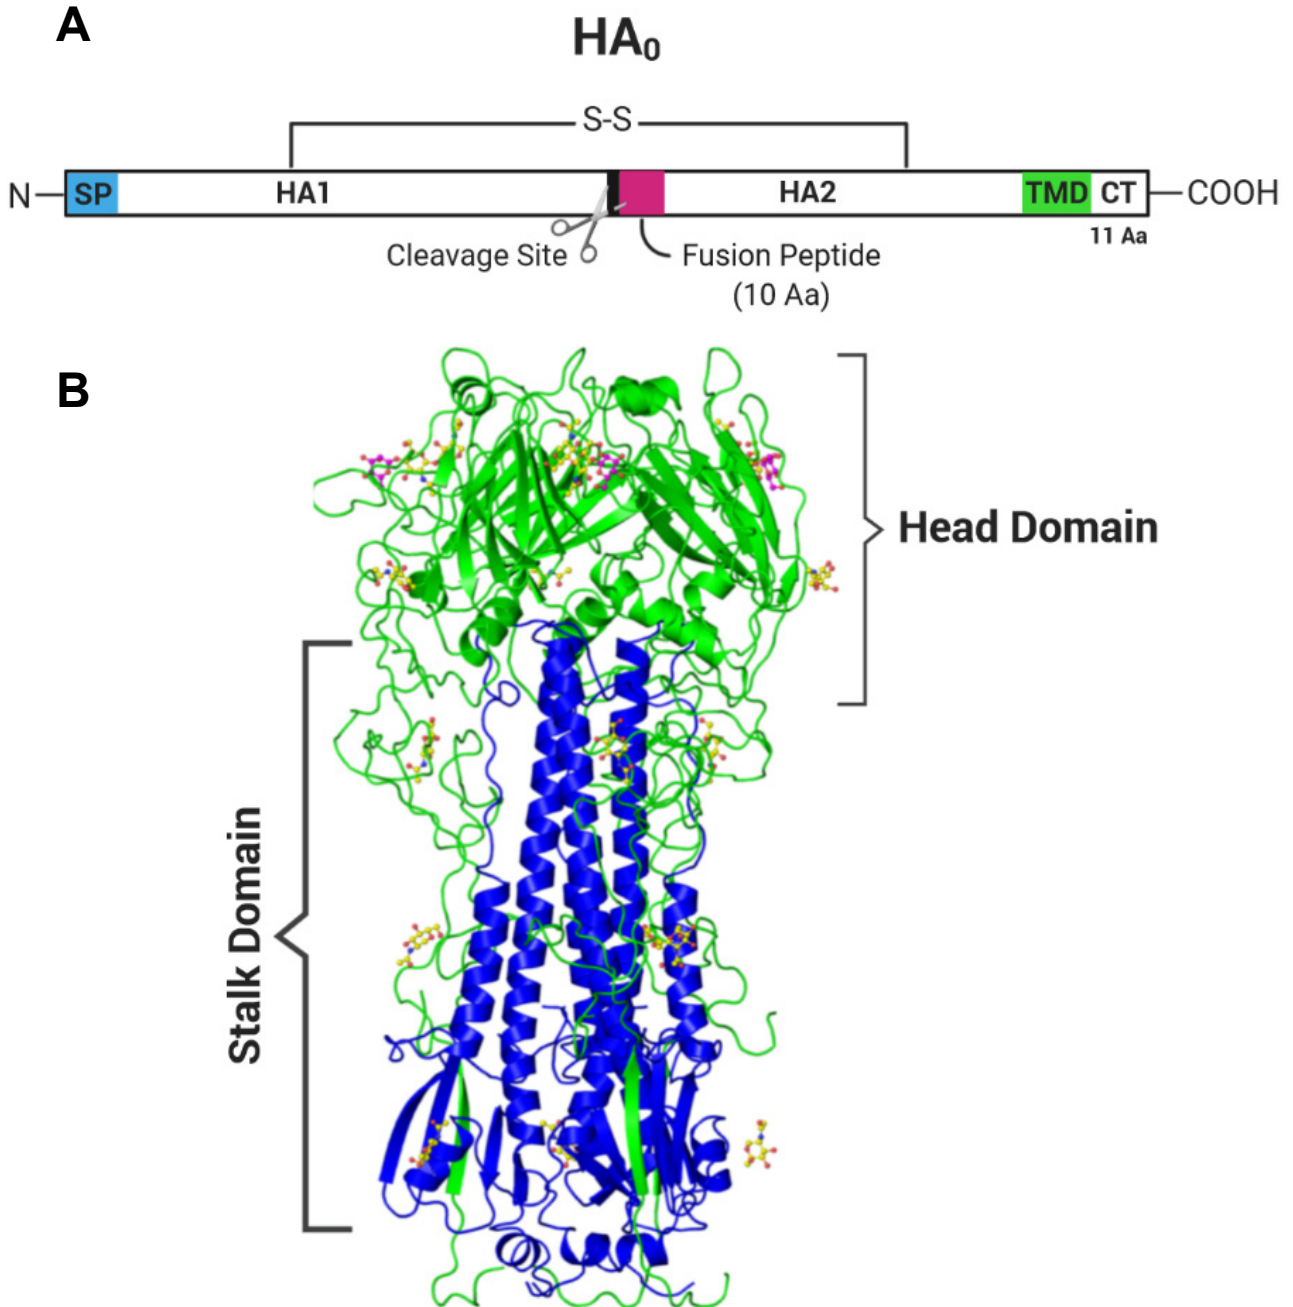 A
HA₀
S-S
N
SP
HA1
HA2
TMD
CT
COOH
11 Aa
Cleavage Site
Fusion Peptide
(10 Aa)
B
Head Domain
Stalk Domain